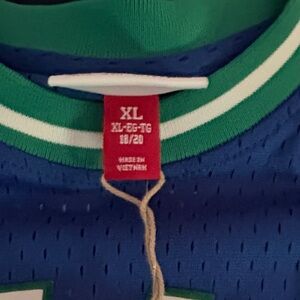 XL
XL-EG-TG
18/20
MADE IN
VIETNAM